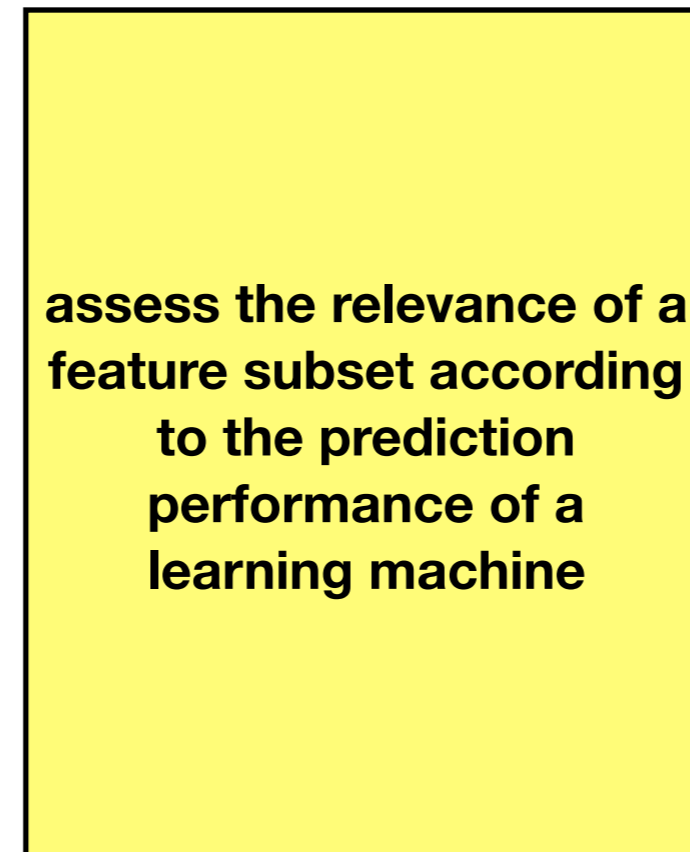 assess the relevance of a
feature subset according
to the prediction
performance of a
learning machine